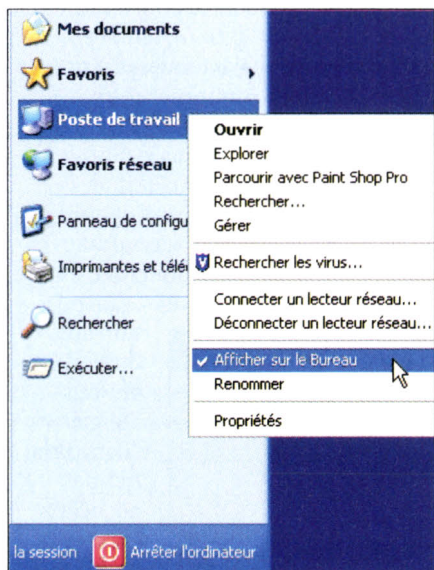 Mes documents
Favoris
Poste de travail
Favoris réseau
Panneau de configu
Imprimantes et télé
Rechercher
Exécuter...
la session
Arrêter l'ordinateur
Ouvrir
Explorer
Parcourir avec Paint Shop Pro
Rechercher...
Gérer
Rechercher les virus...
Connecter un lecteur réseau...
Déconnecter un lecteur réseau...
Afficher sur le Bureau
Renommer
Propriétés